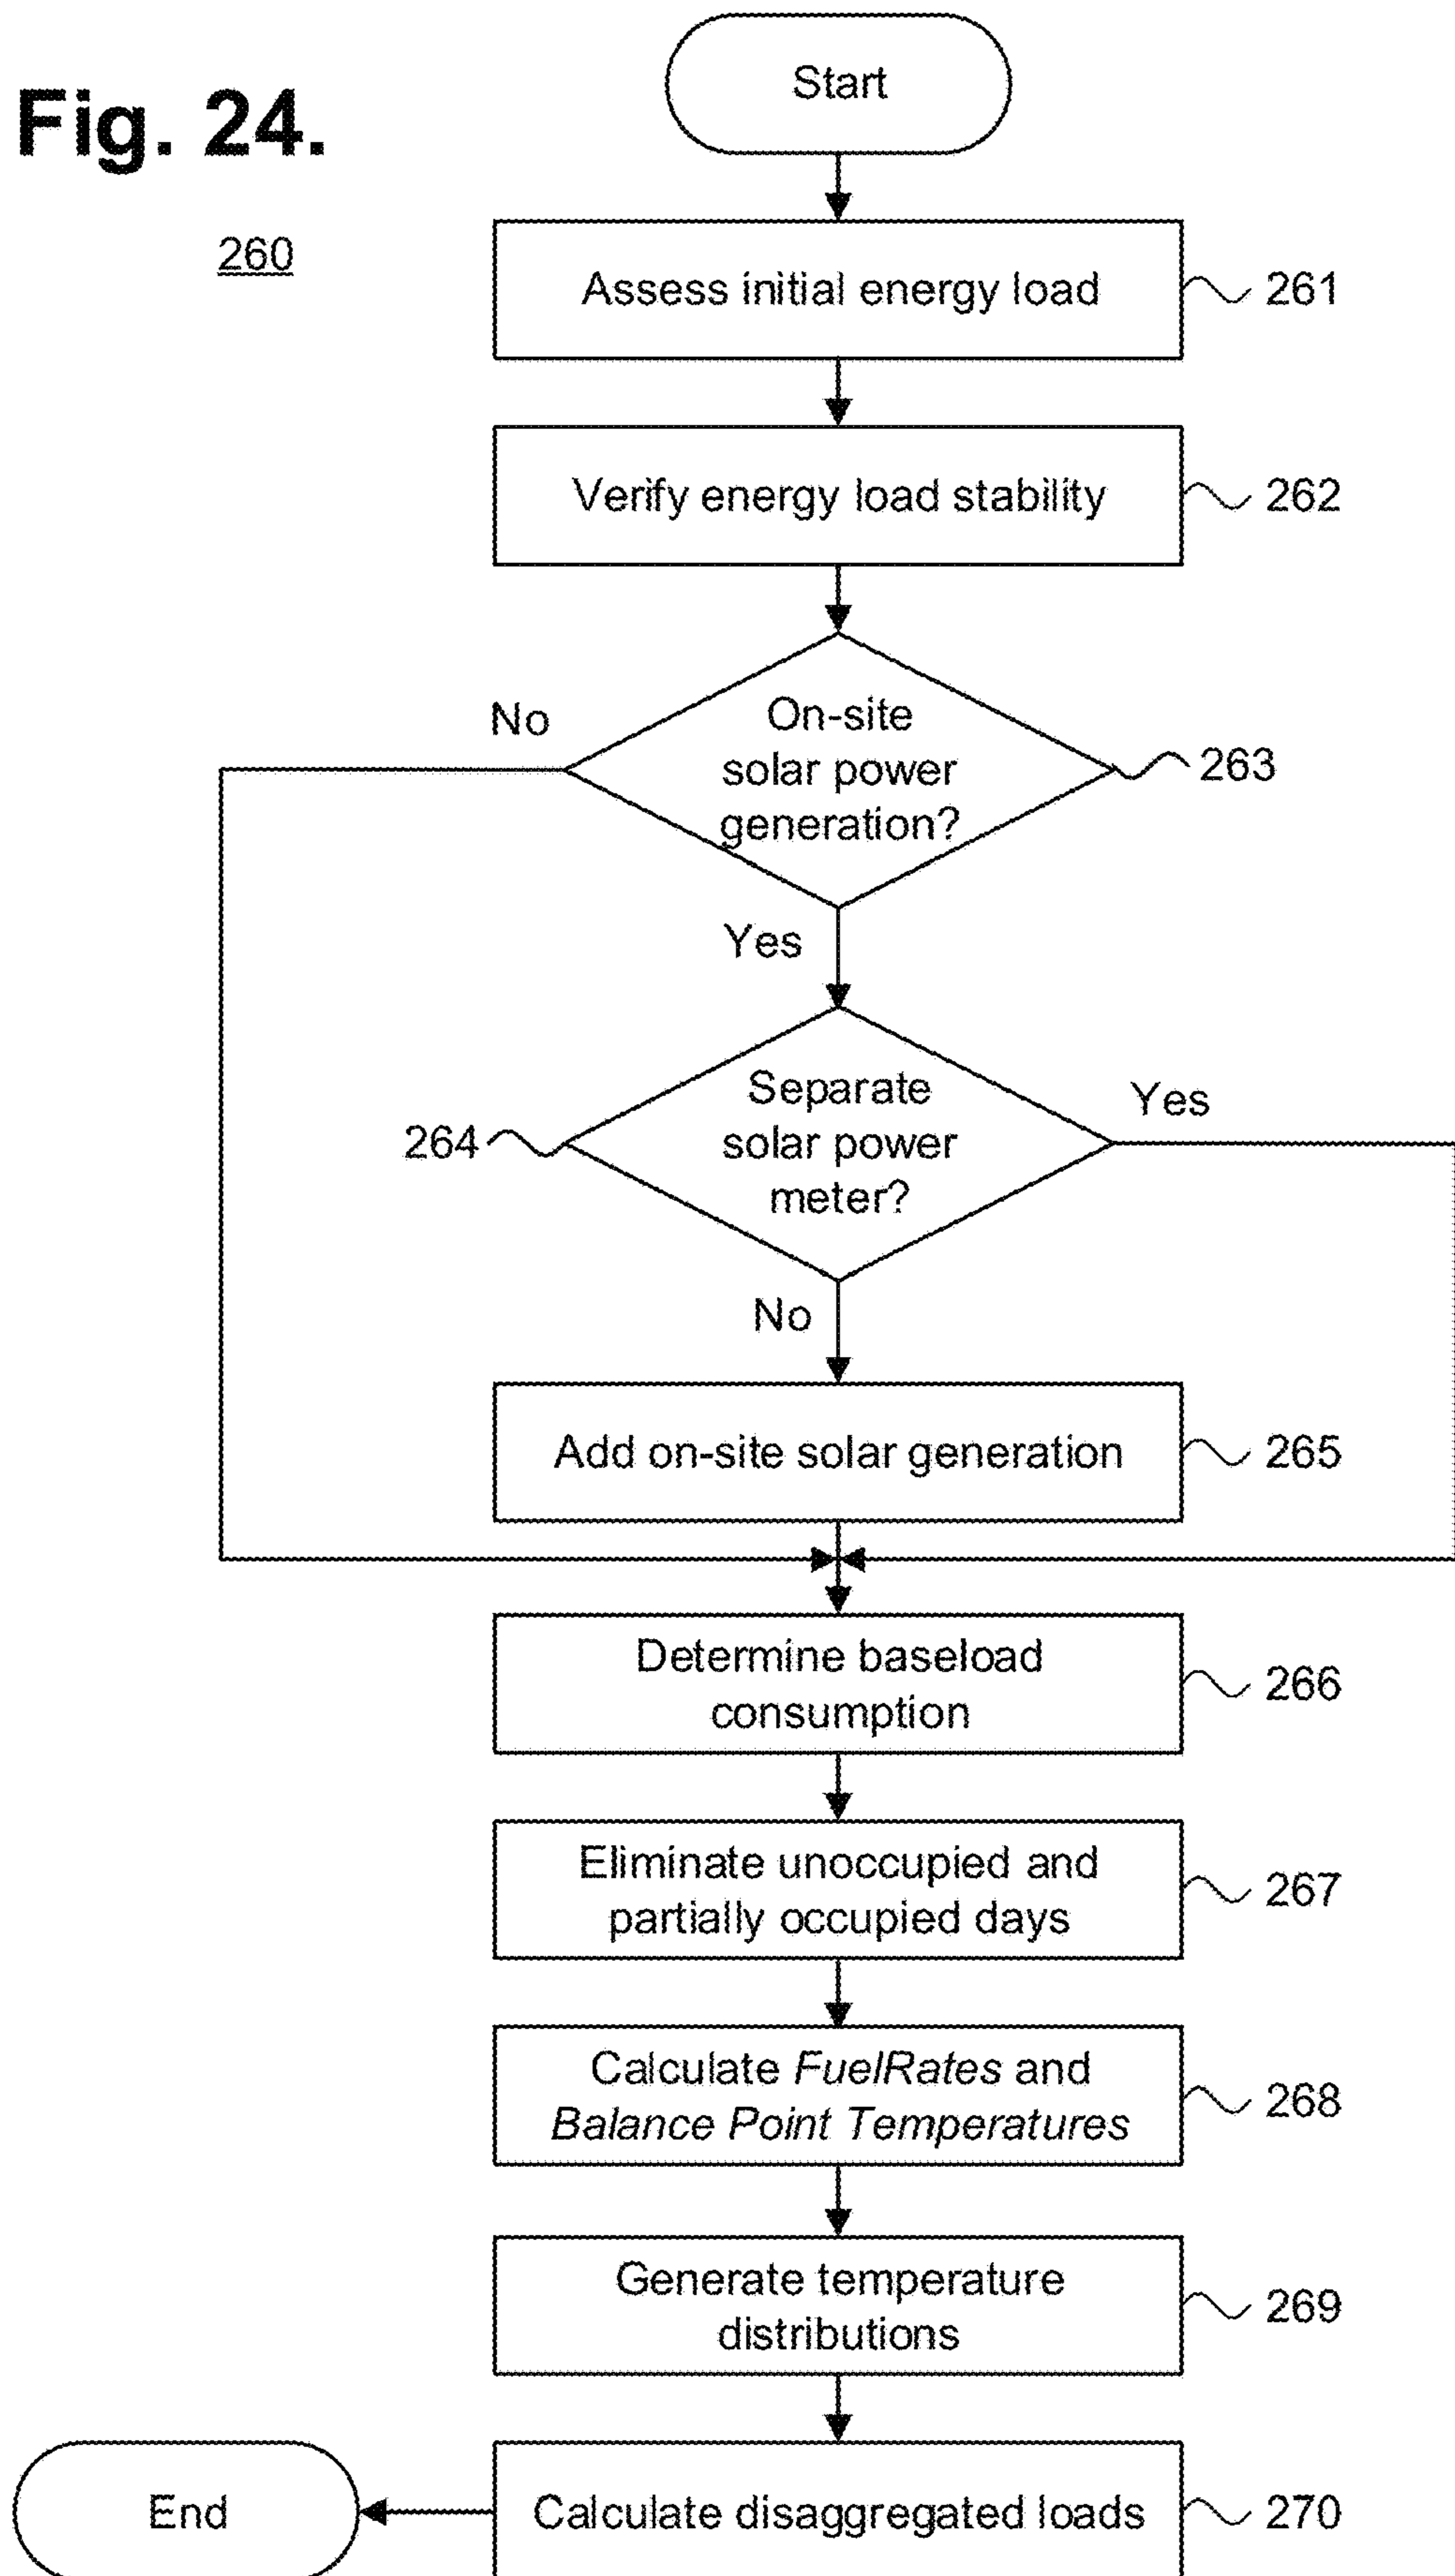 Fig. 24.
260
Start
Assess initial energy load
261
Verify energy load stability
262
No
On-site
solar power
generation?
263
Yes
Separate
solar power
meter?
264
Yes
No
Add on-site solar generation
265
Determine baseload
consumption
266
Eliminate unoccupied and
partially occupied days
267
Calculate FuelRates and
Balance Point Temperatures
268
Generate temperature
distributions
269
End
Calculate disaggregated loads
270